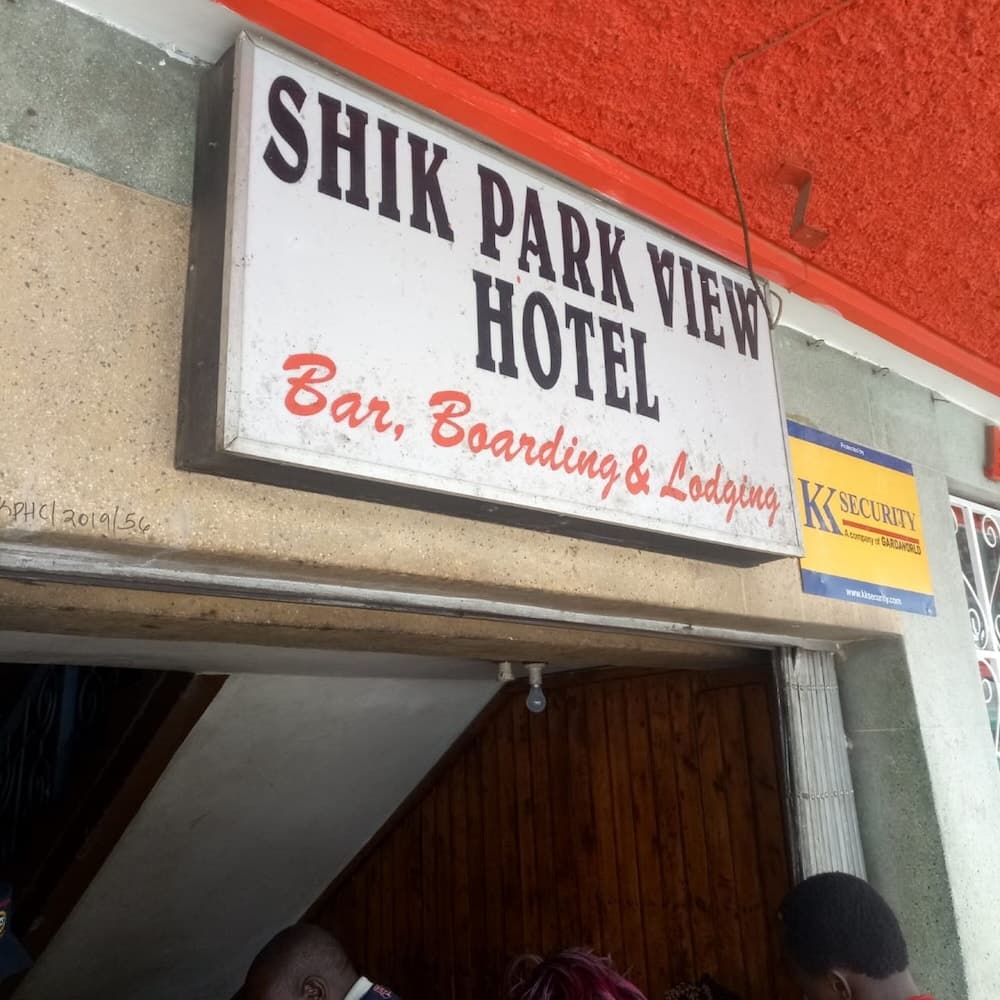 SHIK PARK VIEW
HOTEL
Bar, Boarding & Lodging
Protected by
KK SECURITY
A company of GARDAWORLD
www.kksecurity.com
KPHC/2019/56